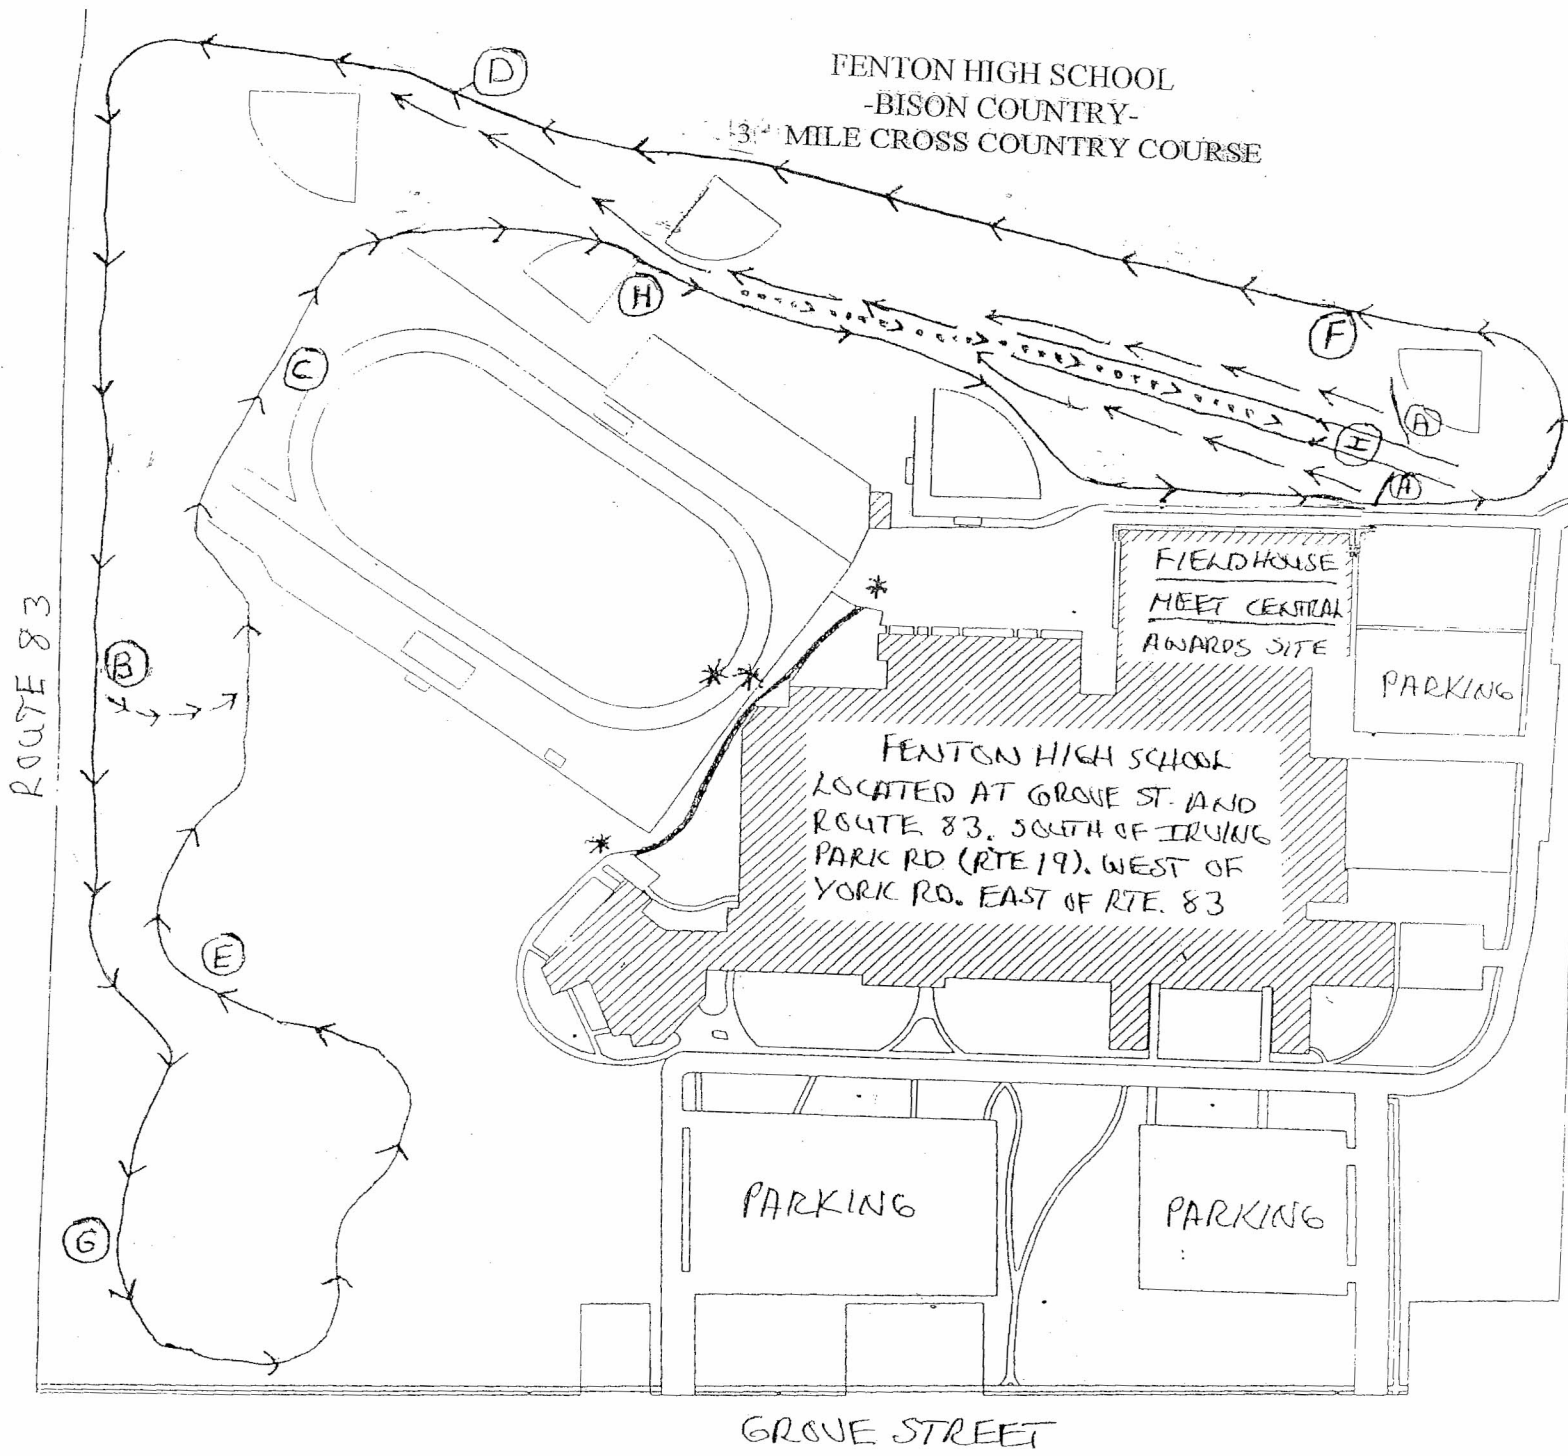 FENTON HIGH SCHOOL
-BISON COUNTRY-
3 MILE CROSS COUNTRY COURSE
D
H
C
F
A
I
A
FIELDHOUSE
MEET CENTRAL
AWARDS SITE
PARKING
*
* *
*
ROUTE 83
B
FENTON HIGH SCHOOL
LOCATED AT GROVE ST. AND
ROUTE 83. SOUTH OF IRVING
PARK RD (RTE 19). WEST OF
YORK RD. EAST OF RTE. 83
E
G
PARKING
PARKING
GROVE STREET